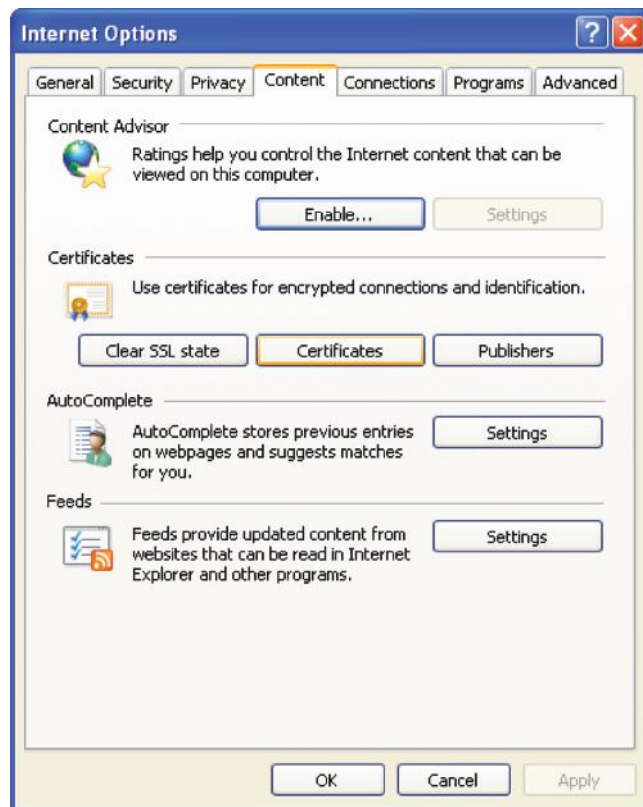 Internet Options
General Security Privacy Content Connections Programs Advanced
Content Advisor
Ratings help you control the Internet content that can be
viewed on this computer.
Enable... Settings
Certificates
Use certificates for encrypted connections and identification.
Clear SSL state Certificates Publishers
AutoComplete
AutoComplete stores previous entries
on webpages and suggests matches
for you.
Settings
Feeds
Feeds provide updated content from
websites that can be read in Internet
Explorer and other programs.
Settings
OK Cancel Apply